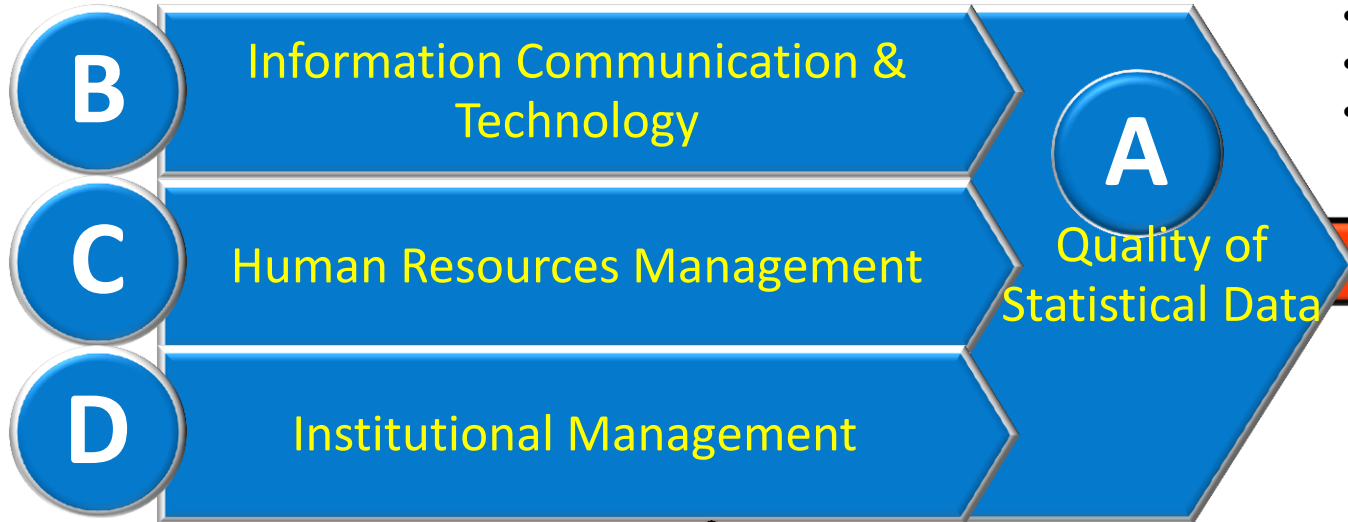 B
Information Communication &
Technology
A
Quality of
Statistical Data
C
Human Resources Management
D
Institutional Management